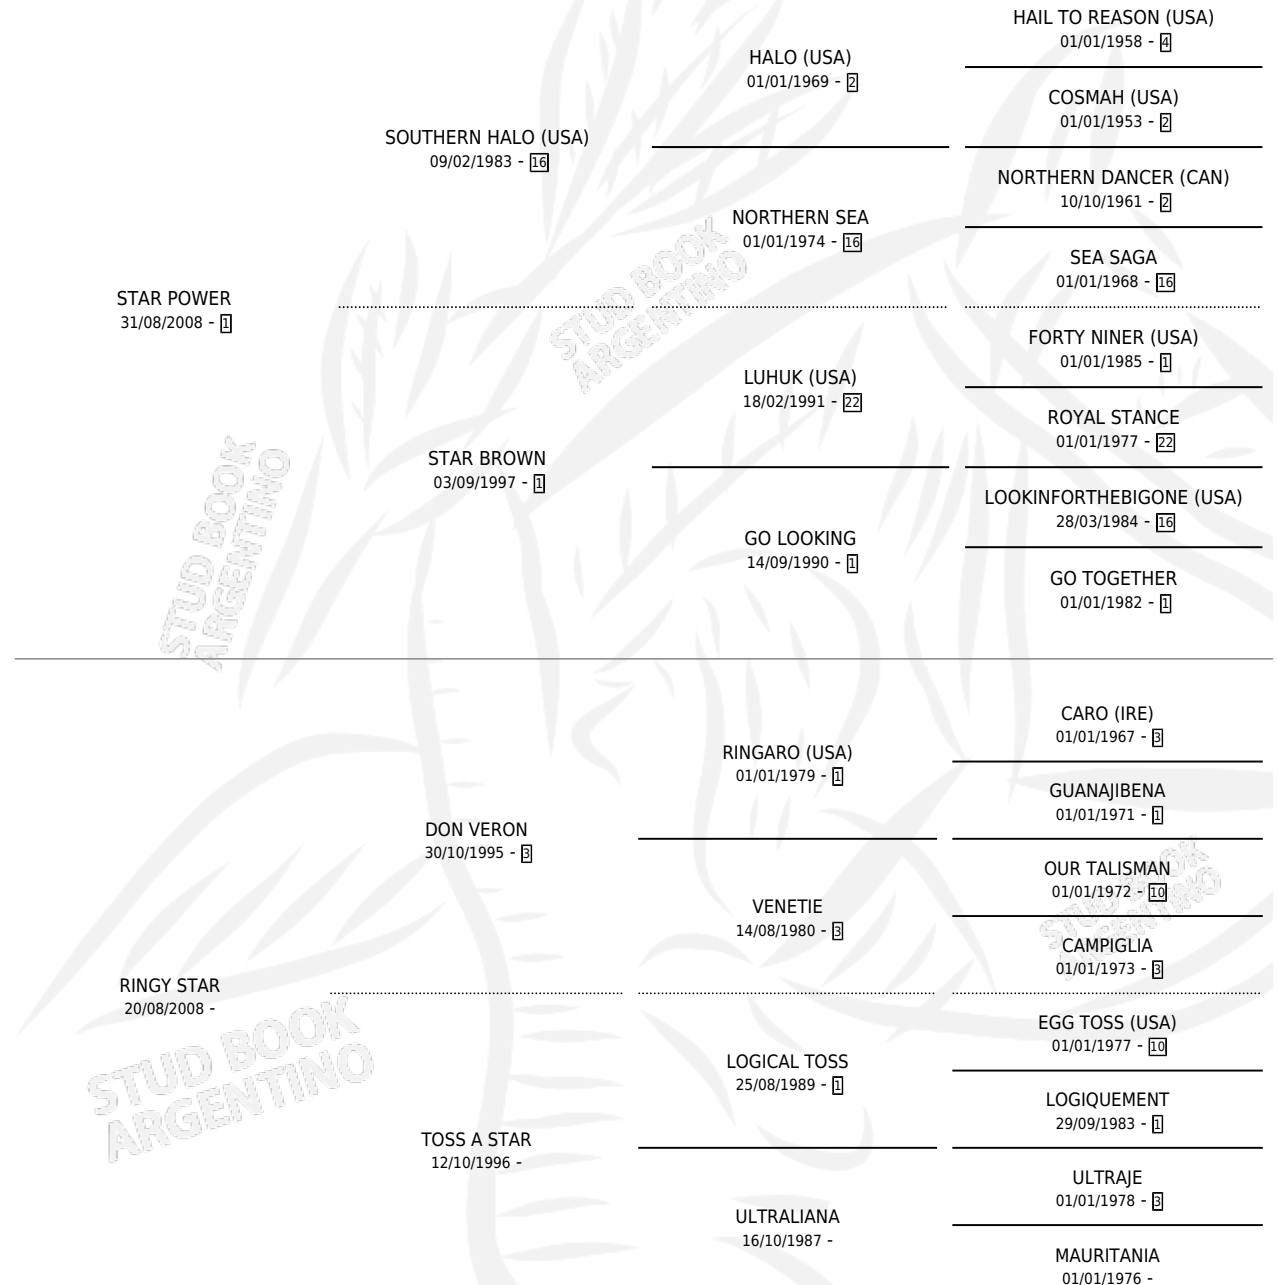 HAIL TO REASON (USA)
01/01/1958 - 4
HALO (USA)
01/01/1969 - 2
COSMAH (USA)
01/01/1953 - 2
SOUTHERN HALO (USA)
09/02/1983 - 16
NORTHERN DANCER (CAN)
10/10/1961 - 2
NORTHERN SEA
01/01/1974 - 16
SEA SAGA
01/01/1968 - 16
STAR POWER
31/08/2008 - 1
STUD BOOK
ARGENTINO
FORTY NINER (USA)
01/01/1985 - 1
LUHUK (USA)
18/02/1991 - 22
ROYAL STANCE
01/01/1977 - 22
STAR BROWN
03/09/1997 - 1
LOOKINFORTHEBIGONE (USA)
28/03/1984 - 16
GO LOOKING
14/09/1990 - 1
GO TOGETHER
01/01/1982 - 1
STUD BOOK
ARGENTINO
CARO (IRE)
01/01/1967 - 3
RINGARO (USA)
01/01/1979 - 1
GUANAJIBENA
01/01/1971 - 1
DON VERON
30/10/1995 - 3
OUR TALISMAN
01/01/1972 - 10
VENETIE
14/08/1980 - 3
CAMPIGLIA
01/01/1973 - 3
STUD BOOK
ARGENTINO
RINGY STAR
20/08/2008 -
EGG TOSS (USA)
01/01/1977 - 10
LOGICAL TOSS
25/08/1989 - 1
LOGIQUEMENT
29/09/1983 - 1
STUD BOOK
ARGENTINO
TOSS A STAR
12/10/1996 -
ULTRAJE
01/01/1978 - 3
ULTRALIANA
16/10/1987 -
MAURITANIA
01/01/1976 -